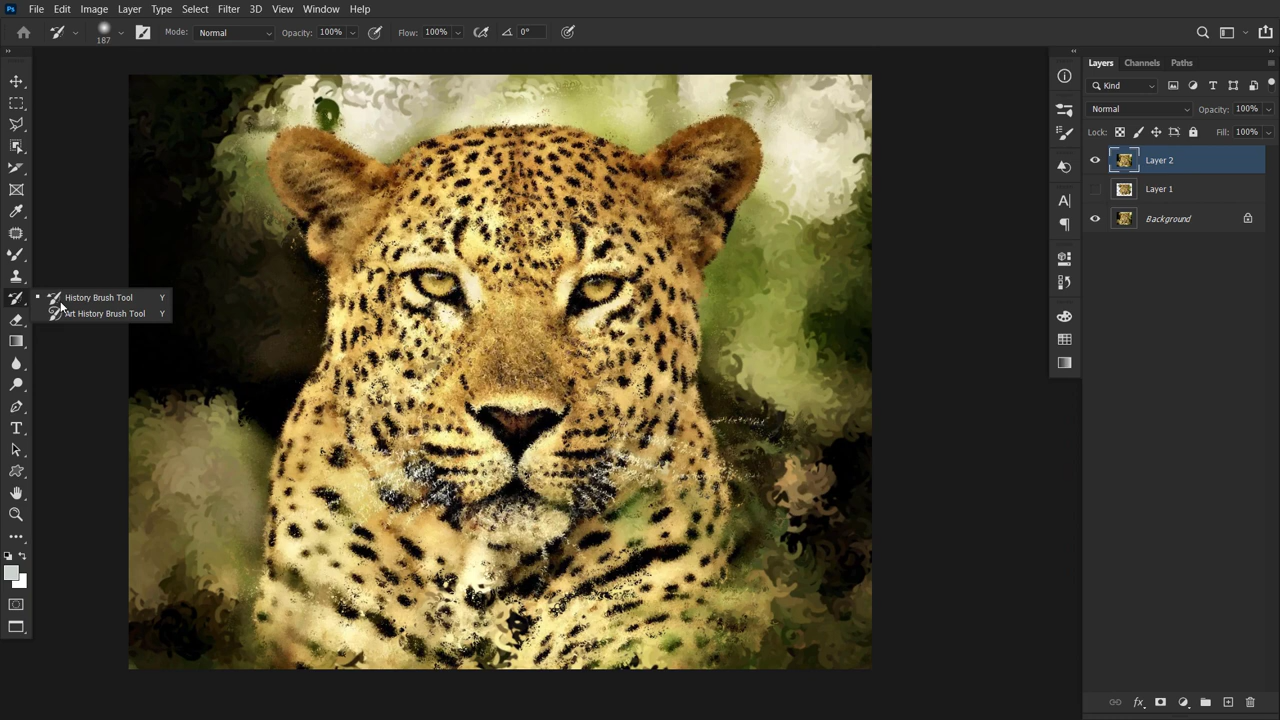 Ps File Edit Image Layer Type Select Filter 3D View Window Help
187 Mode: Normal Opacity: 100% Flow: 100% 0°
Layers Channels Paths
Kind
Normal Opacity: 100%
Lock: Fill: 100%
Layer 2
Layer 1
Background
History Brush Tool Y
Art History Brush Tool Y